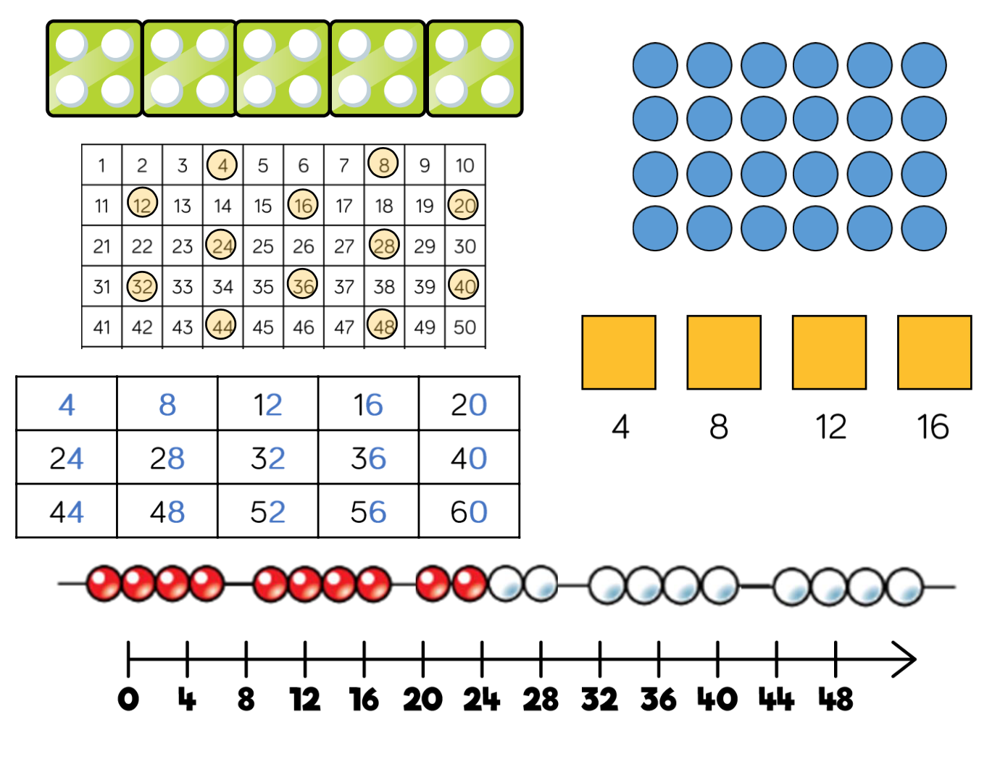 1 2 3 4 5 6 7 8 9 10
11 12 13 14 15 16 17 18 19 20
21 22 23 24 25 26 27 28 29 30
31 32 33 34 35 36 37 38 39 40
41 42 43 44 45 46 47 48 49 50
4 8 12 16
4 8 12 16 20
24 28 32 36 40
44 48 52 56 60
0 4 8 12 16 20 24 28 32 36 40 44 48